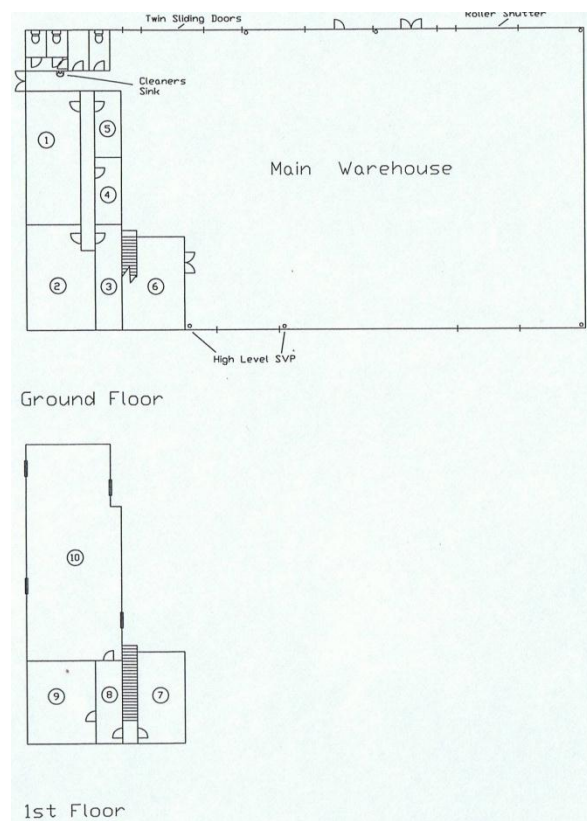 Twin Sliding Doors
Roller Shutter
Cleaners
Sink
1
5
Main Warehouse
4
2
3
6
High Level SVP
Ground Floor
10
9
8
7
1st Floor